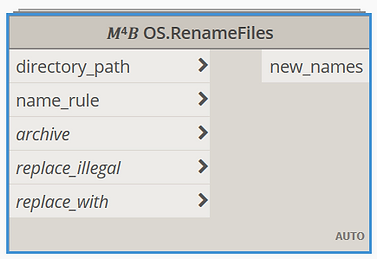 M⁴B OS.RenameFiles
directory_path
new_names
name_rule
archive
replace_illegal
replace_with
AUTO